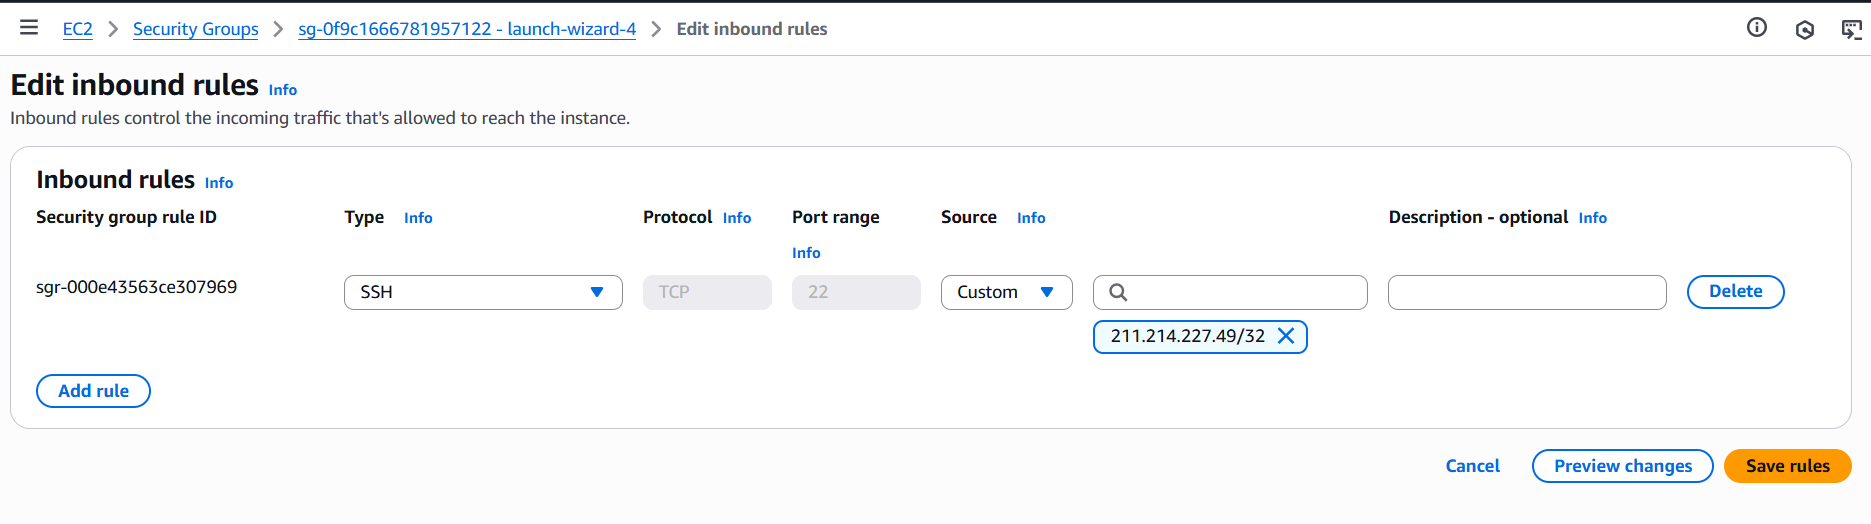 EC2 > Security Groups > sg-0f9c1666781957122 - launch-wizard-4 > Edit inbound rules
Edit inbound rules Info
Inbound rules control the incoming traffic that's allowed to reach the instance.
Inbound rules Info
Security group rule ID Type Info Protocol Info Port range Info Source Info Description - optional Info
sgr-000e43563ce307969 SSH TCP 22 Custom Delete
211.214.227.49/32
Add rule
Cancel Preview changes Save rules